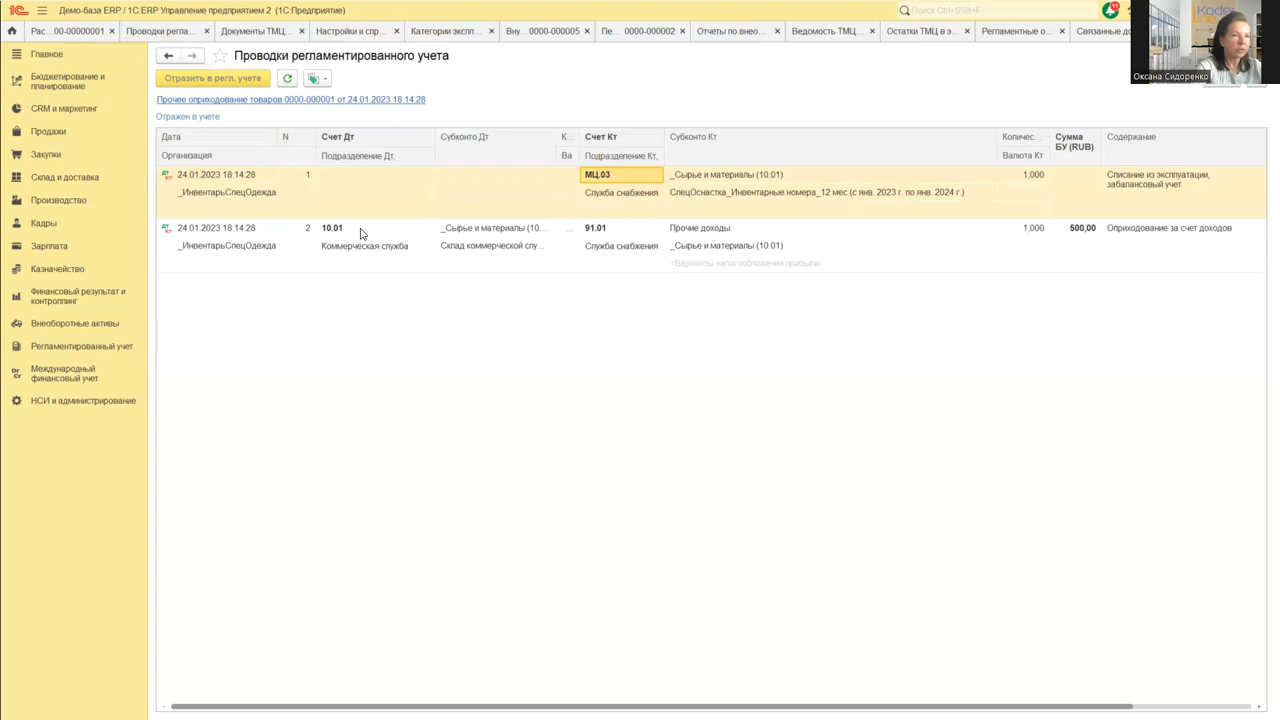 Демо-база ERP / 1С:ERP Управление предприятием 2 (1С:Предприятие)
Поиск Ctrl+Shift+F
Рас...00-00000001 ×
Проводки регла... ×
Документы ТМЦ... ×
Настройки и спр... ×
Категории экспл... ×
Вну... 0000-000005 ×
Пе... 0000-000002 ×
Отчеты по внео... ×
Ведомость ТМЦ... ×
Остатки ТМЦ в э... ×
Регламентные о... ×
Связанные до
Koder
line
Оксана Сидоренко
Главное
Бюджетирование и
планирование
CRM и маркетинг
Продажи
Закупки
Склад и доставка
Производство
Кадры
Зарплата
Казначейство
Финансовый результат и
контроллинг
Внеоборотные активы
Регламентированный учет
Международный
финансовый учет
НСИ и администрирование
Проводки регламентированного учета
Отразить в регл. учете
Прочее оприходование товаров 0000-000001 от 24.01.2023 18:14:28
Отражен в учете
Дата N Счет Дт Субконто Дт К... Счет Кт Субконто Кт Количес... Сумма БУ (RUB) Содержание
Организация Подразделение Дт, Ва Подразделение Кт, Валюта Кт
24.01.2023 18:14:28 1 МЦ.03 _Сырье и материалы (10.01) 1,000 Списание из эксплуатации,
забалансовый учет
_ИнвентарьСпецОдежда Служба снабжения СпецОснастка_Инвентарные номера_12 мес (с янв. 2023 г. по янв. 2024 г.)
24.01.2023 18:14:28 2 10.01 _Сырье и материалы (10... ... 91.01 Прочие доходы 1,000 500,00 Оприходование за счет доходов
_ИнвентарьСпецОдежда Коммерческая служба Склад коммерческой слу... Служба снабжения _Сырье и материалы (10.01)
<Варианты налогообложения прибыли>